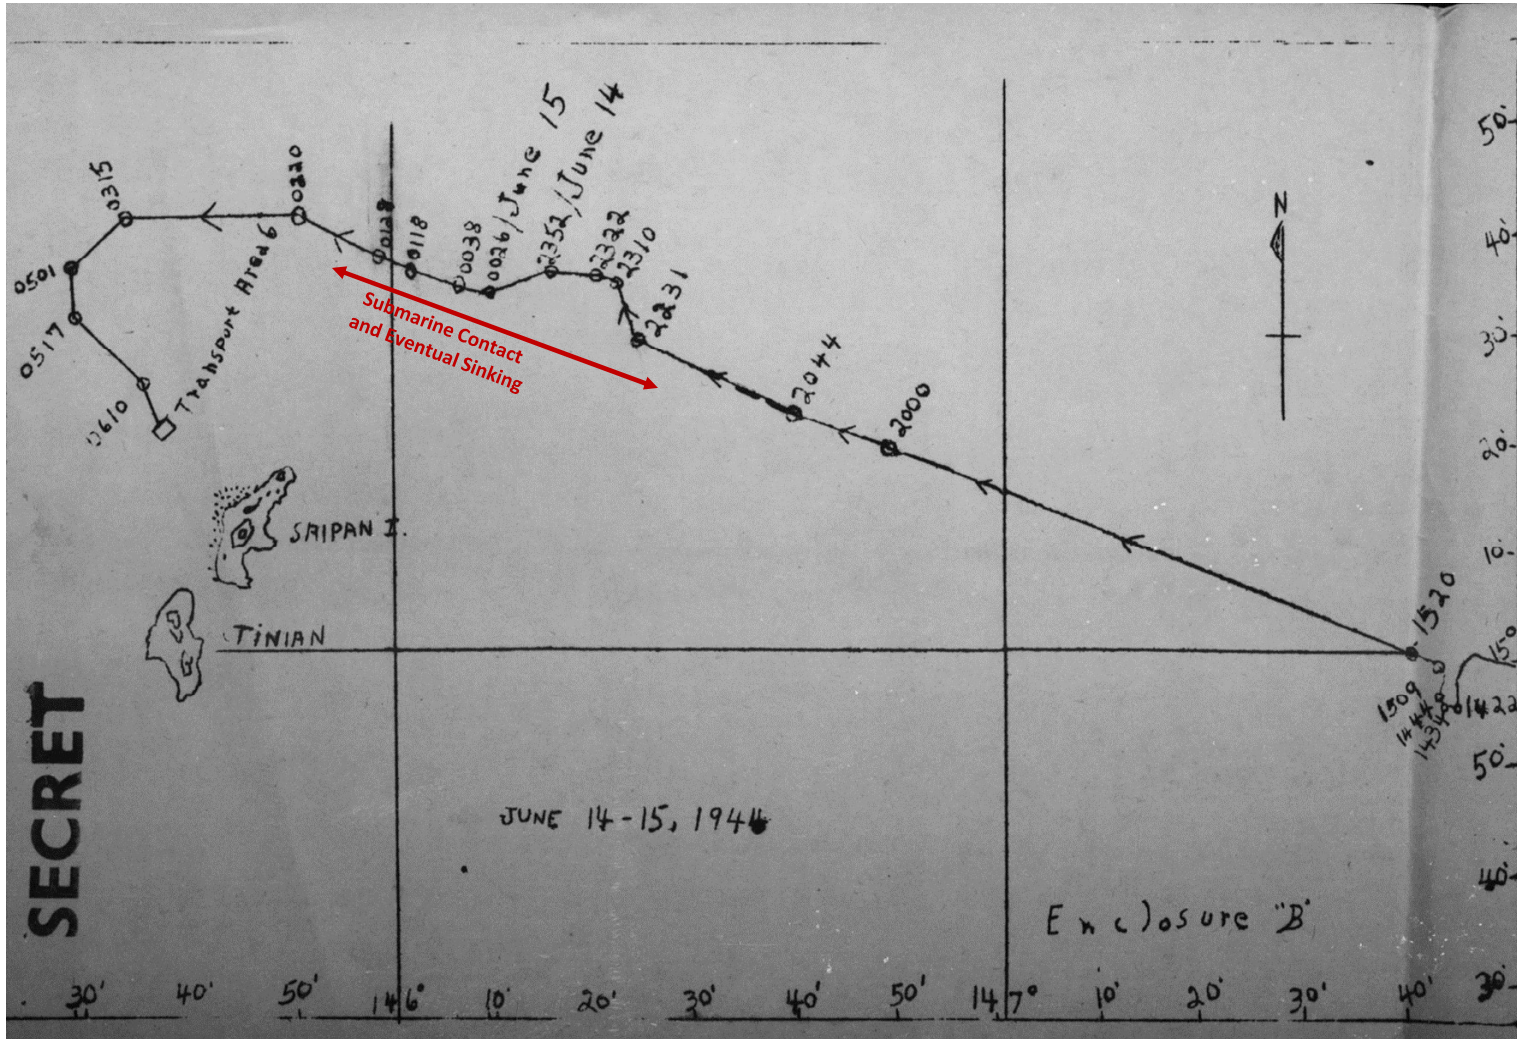 50'
0026/June 15
2352/June 14
0315
0220
0128
0118
0038
2322
2310
2231
N
40'
Transport Area 6
0501
Submarine Contact
and Eventual Sinking
0517
0610
2044
2000
30'
20'
SAIPAN I.
10'
1520
TINIAN
150
1509
1444
1434
1422
50'
SECRET
JUNE 14-15, 1944
40'
Enclosure "B"
30'
30' 40' 50' 146° 10' 20' 30' 40' 50' 147° 10' 20' 30' 40'